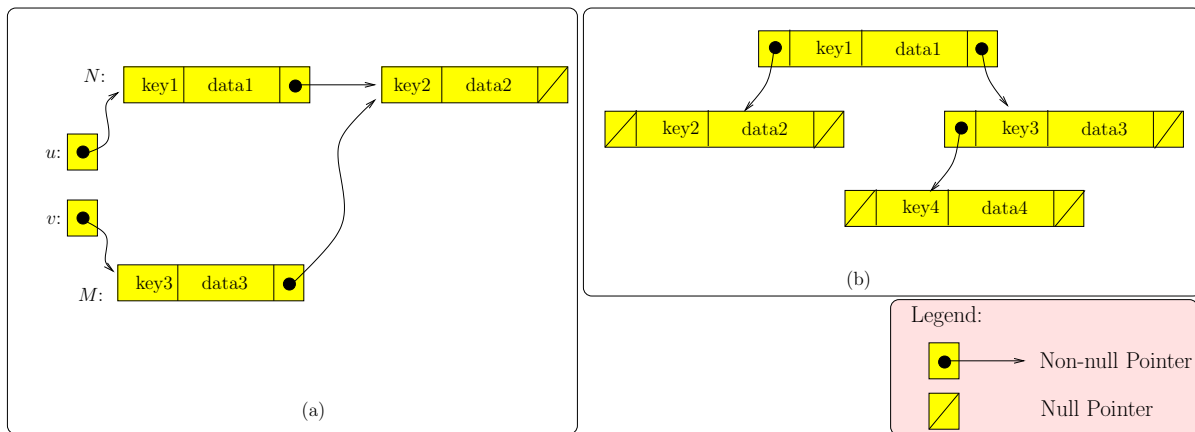 N: key1 data1 key2 data2
u:
v:
key3 data3
M:
(a)
key1 data1
key2 data2 key3 data3
key4 data4
(b)
Legend:
Non-null Pointer
Null Pointer